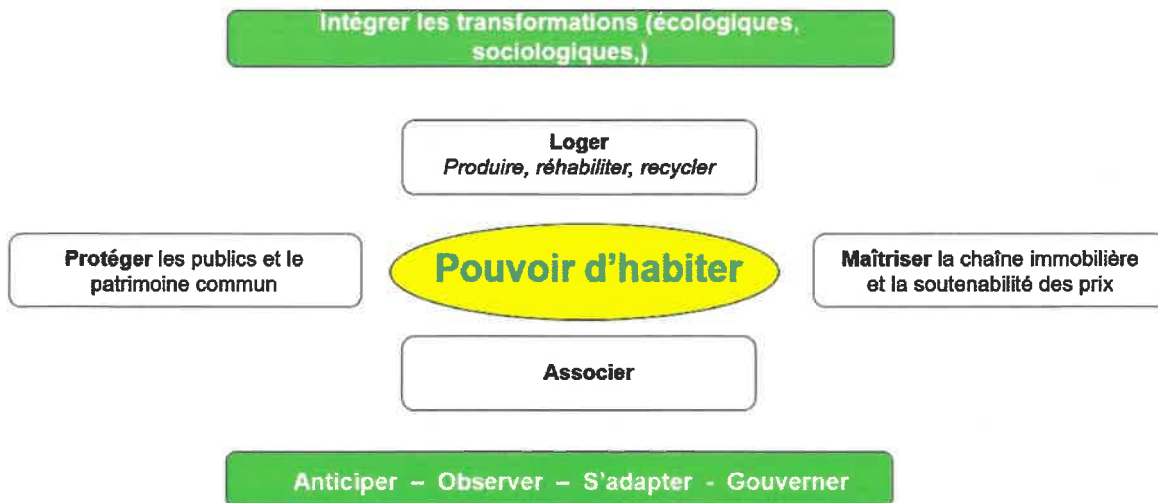 Intégrer les transformations (écologiques,
sociologiques,)
Loger
Produire, réhabiliter, recycler
Protéger les publics et le
patrimoine commun
Pouvoir d'habiter
Maîtriser la chaîne immobilière
et la soutenabilité des prix
Associer
Anticiper – Observer – S'adapter - Gouverner